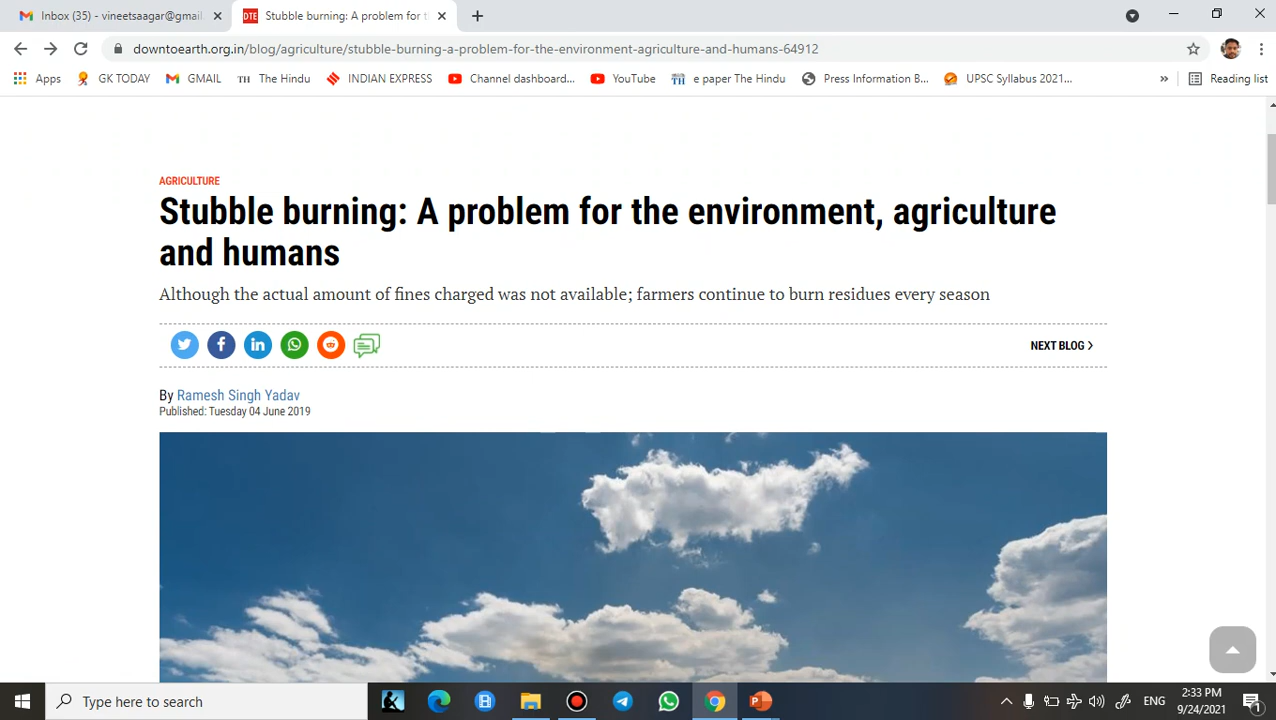 Inbox (35) - vineetsaagar@gmail.
DTE Stubble burning: A problem for t
downtoearth.org.in/blog/agriculture/stubble-burning-a-problem-for-the-environment-agriculture-and-humans-64912
Apps GK TODAY GMAIL TH The Hindu INDIAN EXPRESS Channel dashboard... YouTube TH e paper The Hindu Press Information B... UPSC Syllabus 2021... » Reading list
AGRICULTURE
Stubble burning: A problem for the environment, agriculture
and humans
Although the actual amount of fines charged was not available; farmers continue to burn residues every season
NEXT BLOG >
By Ramesh Singh Yadav
Published: Tuesday 04 June 2019
Type here to search
ENG
2:33 PM
9/24/2021
1